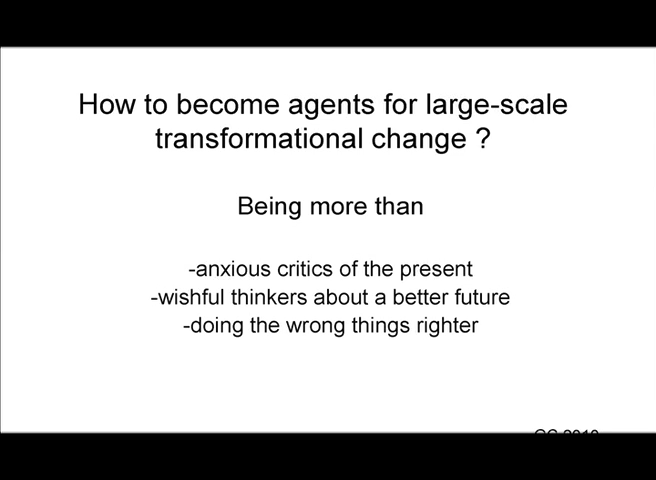 How to become agents for large-scale
transformational change ?
Being more than
-anxious critics of the present
-wishful thinkers about a better future
-doing the wrong things righter